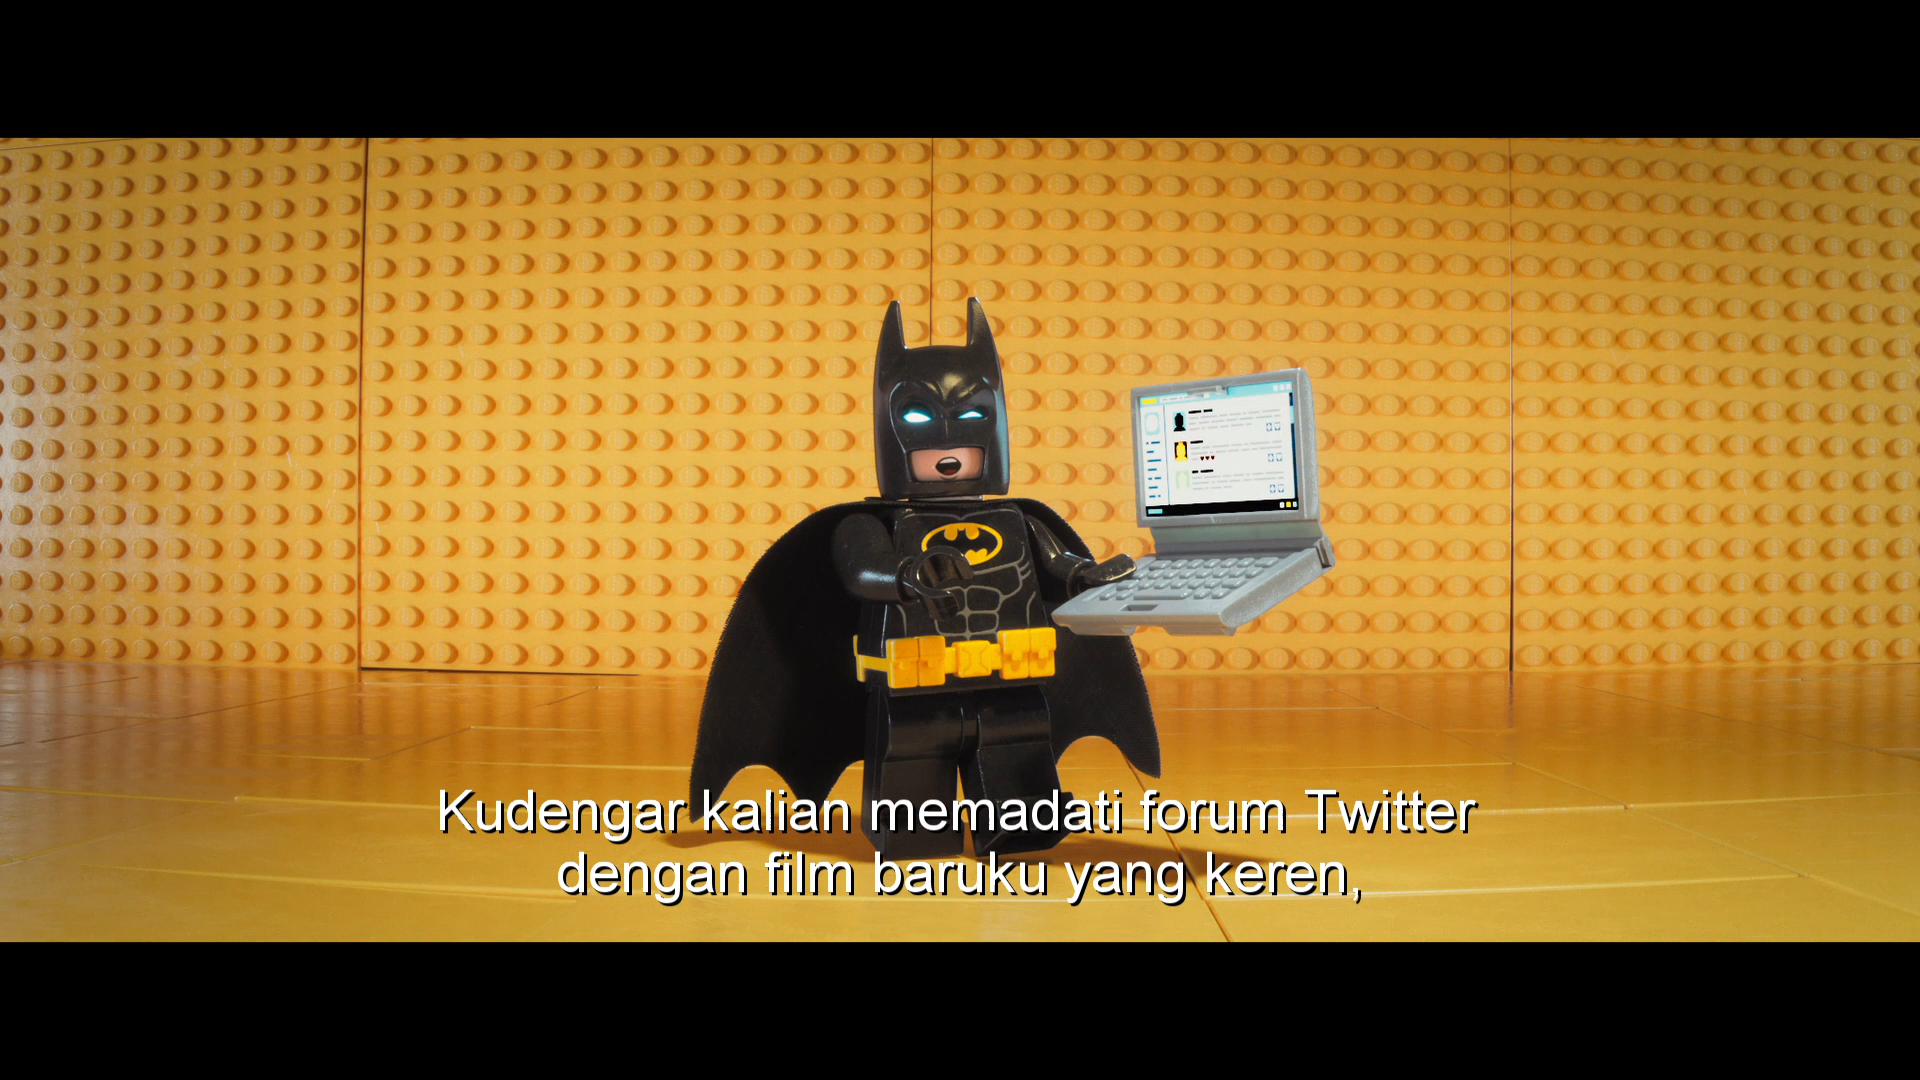 Kudengar kalian memadati forum Twitter
dengan film baruku yang keren,